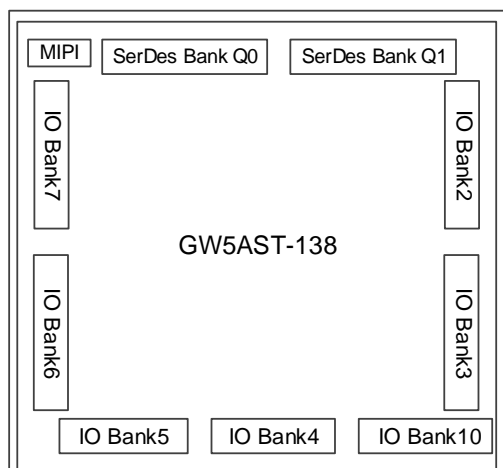 MIPI
SerDes Bank Q0
SerDes Bank Q1
IO Bank7
IO Bank2
GW5AST-138
IO Bank6
IO Bank3
IO Bank5
IO Bank4
IO Bank10